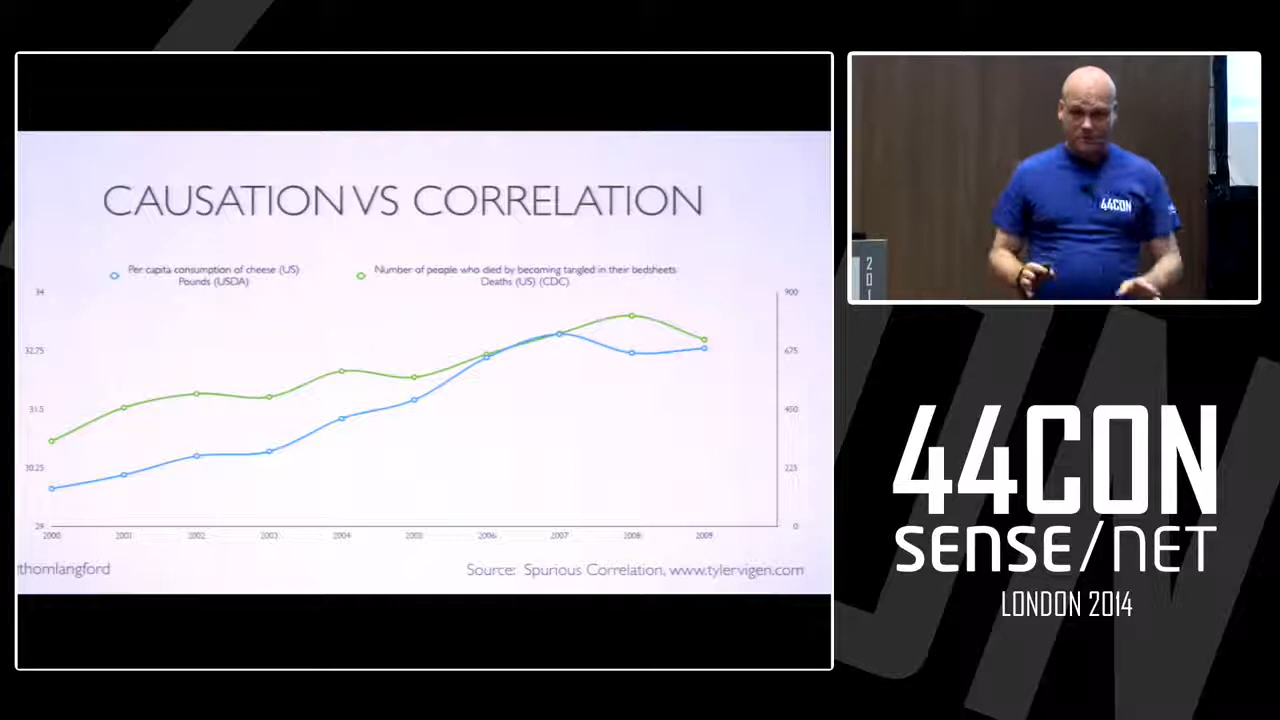 CAUSATION VS CORRELATION
Per capita consumption of cheese (US)
Pounds (USDA)
Number of people who died by becoming tangled in their bedsheets
Deaths (US) (CDC)
34
32.75
31.5
30.25
29
900
675
450
225
0
2000
2001
2002
2003
2004
2005
2006
2007
2008
2009
thomlangford
Source: Spurious Correlation, www.tylervigen.com
44CON
201
44CON
SENSE/NET
LONDON 2014